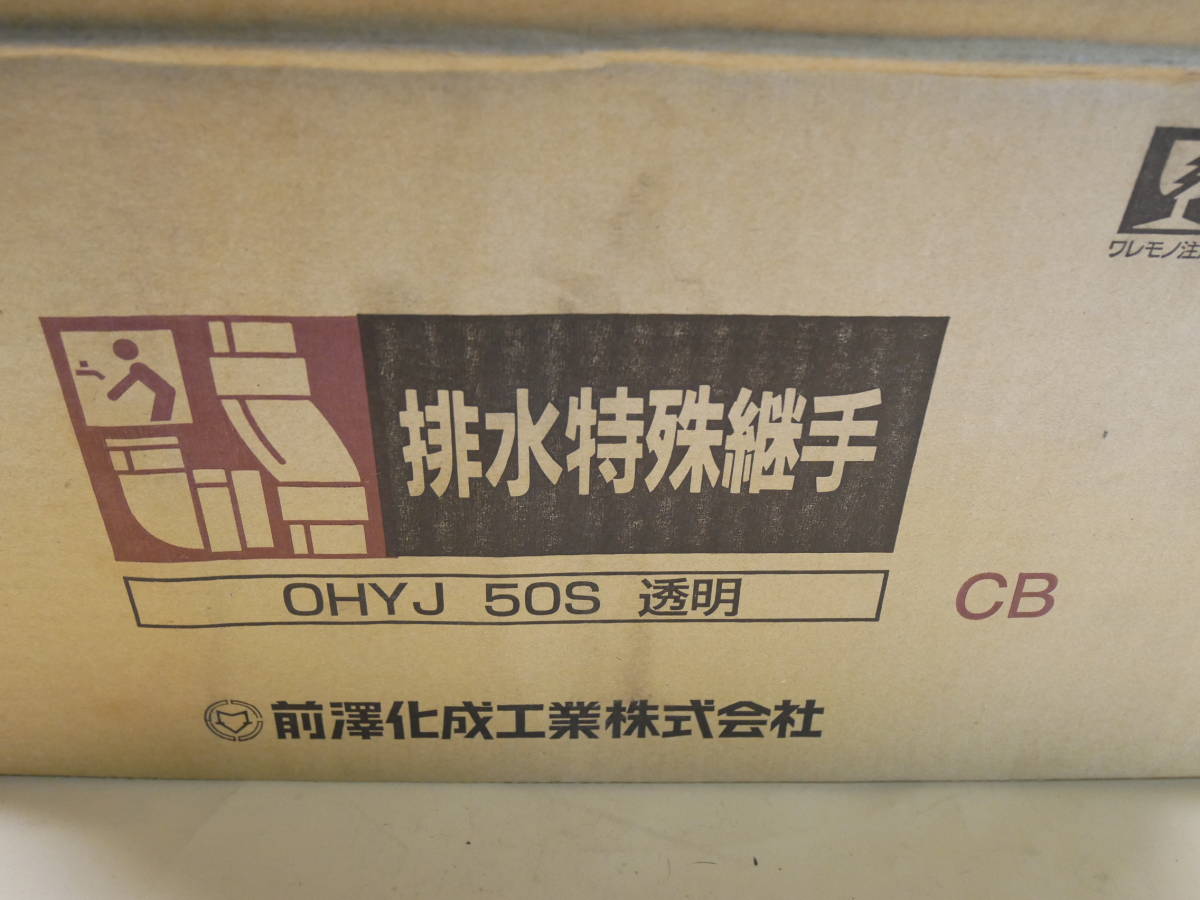 ワレモノ注
排水特殊継手
OHYJ 50S 透明
CB
前澤化成工業株式会社